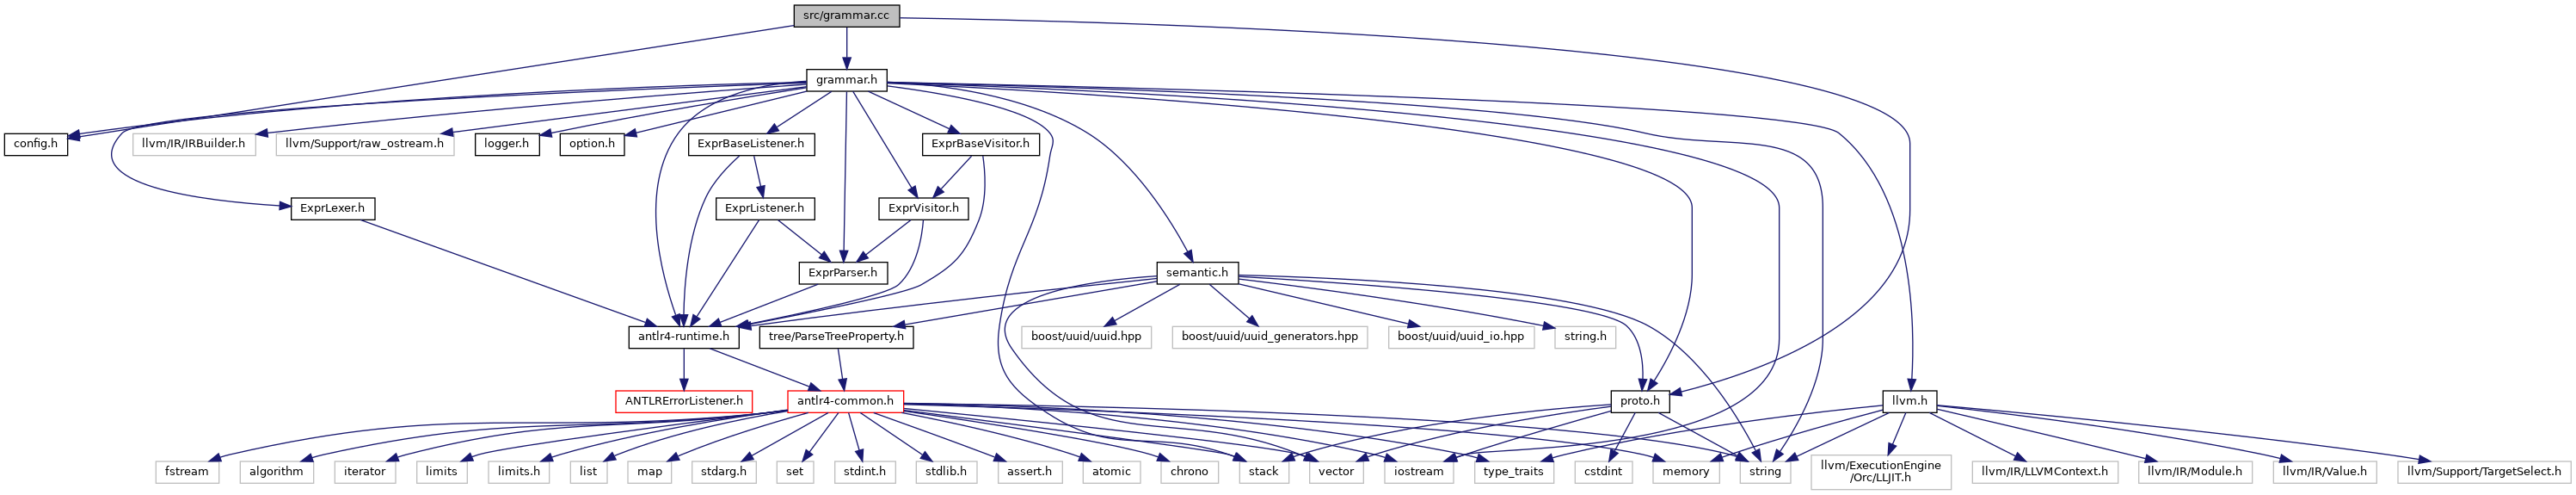 src/grammar.cc
grammar.h
config.h
llvm/IR/IRBuilder.h
llvm/Support/raw_ostream.h
logger.h
option.h
ExprBaseListener.h
ExprBaseVisitor.h
ExprLexer.h
ExprListener.h
ExprVisitor.h
ExprParser.h
semantic.h
antlr4-runtime.h
tree/ParseTreeProperty.h
boost/uuid/uuid.hpp
boost/uuid/uuid_generators.hpp
boost/uuid/uuid_io.hpp
string.h
ANTLRErrorListener.h
antlr4-common.h
proto.h
llvm.h
fstream
algorithm
iterator
limits
limits.h
list
map
stdarg.h
set
stdint.h
stdlib.h
assert.h
atomic
chrono
stack
vector
iostream
type_traits
cstdint
memory
string
llvm/ExecutionEngine
/Orc/LLJIT.h
llvm/IR/LLVMContext.h
llvm/IR/Module.h
llvm/IR/Value.h
llvm/Support/TargetSelect.h